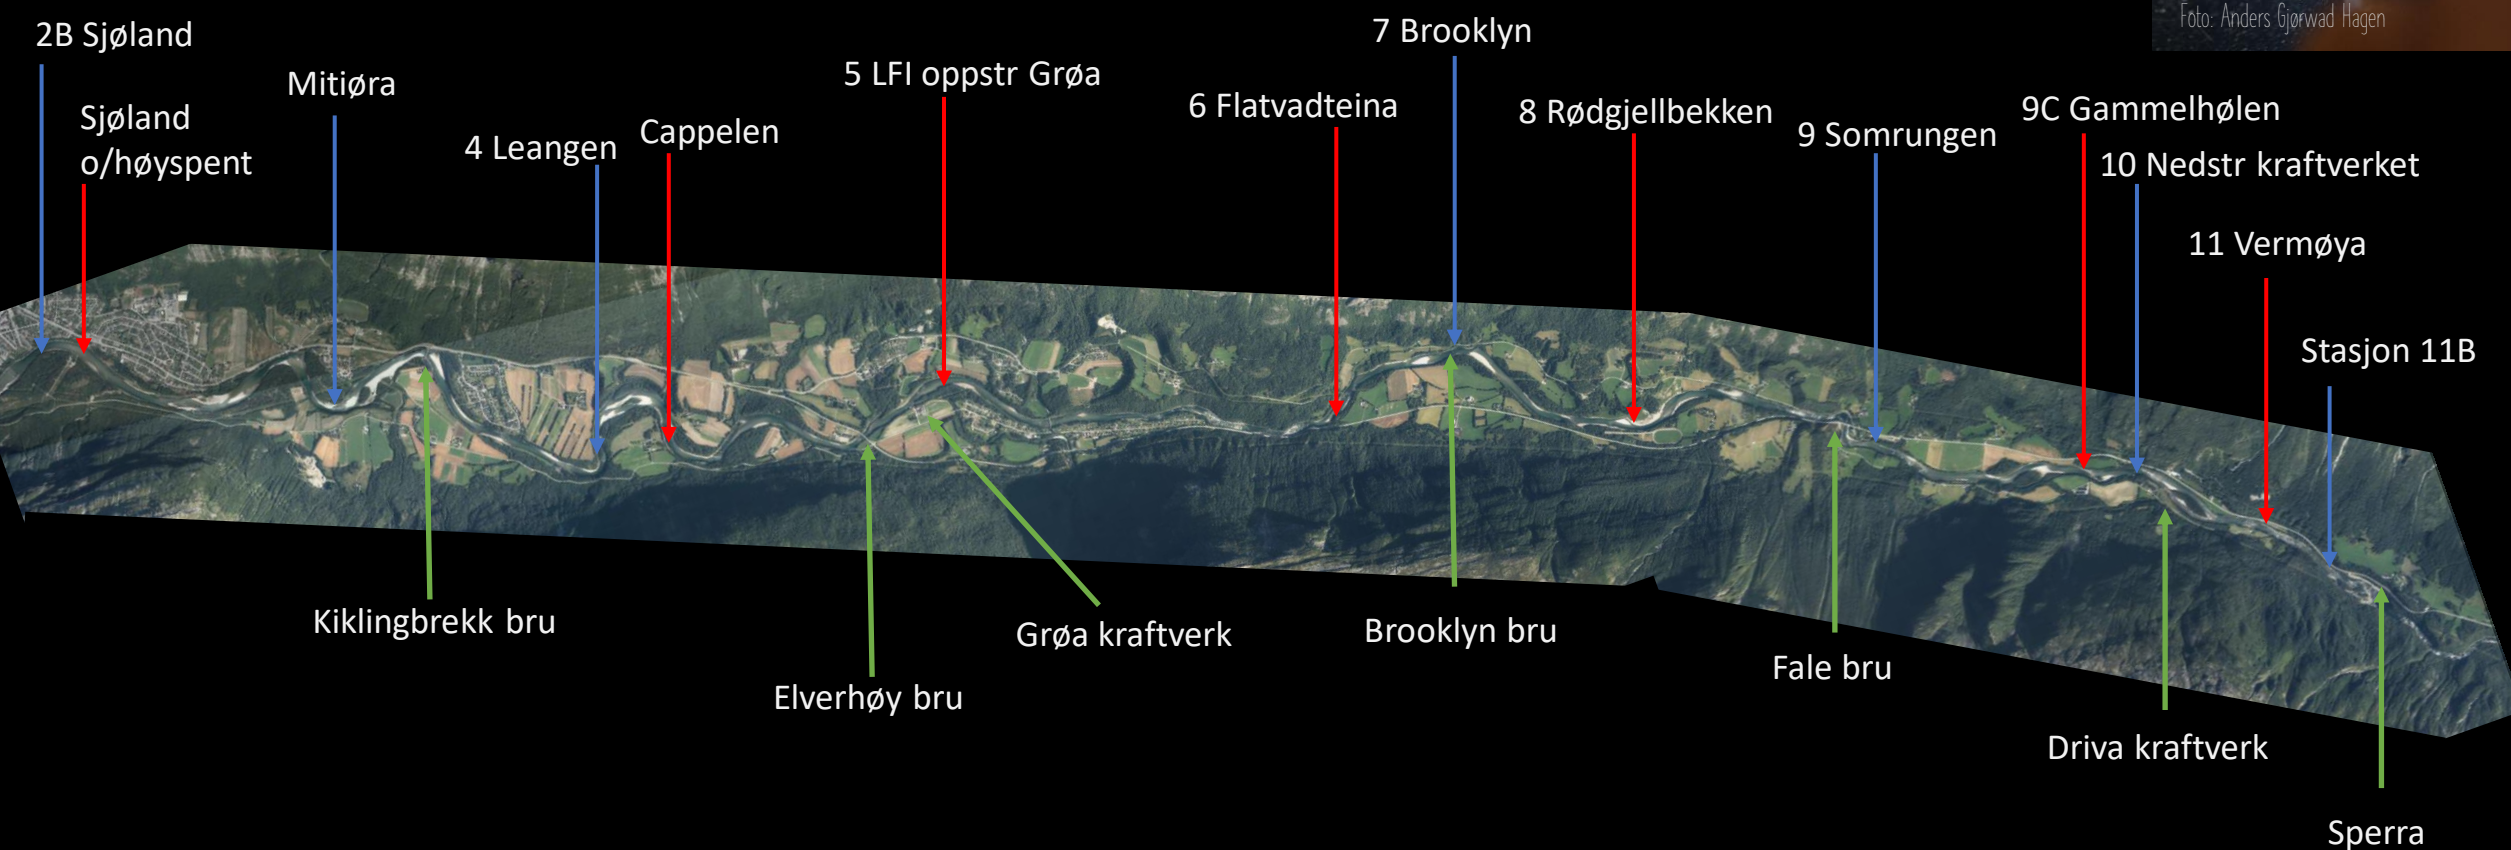 Foto: Anders Gjørwad Hagen
2B Sjøland
7 Brooklyn
Mitiøra
5 LFI oppstr Grøa
Sjøland
o/høyspent
4 Leangen
Cappelen
6 Flatvadteina
8 Rødgjellbekken
9 Somrungen
9C Gammelhølen
10 Nedstr kraftverket
11 Vermøya
Stasjon 11B
Kiklingbrekk bru
Elverhøy bru
Grøa kraftverk
Brooklyn bru
Fale bru
Driva kraftverk
Sperra